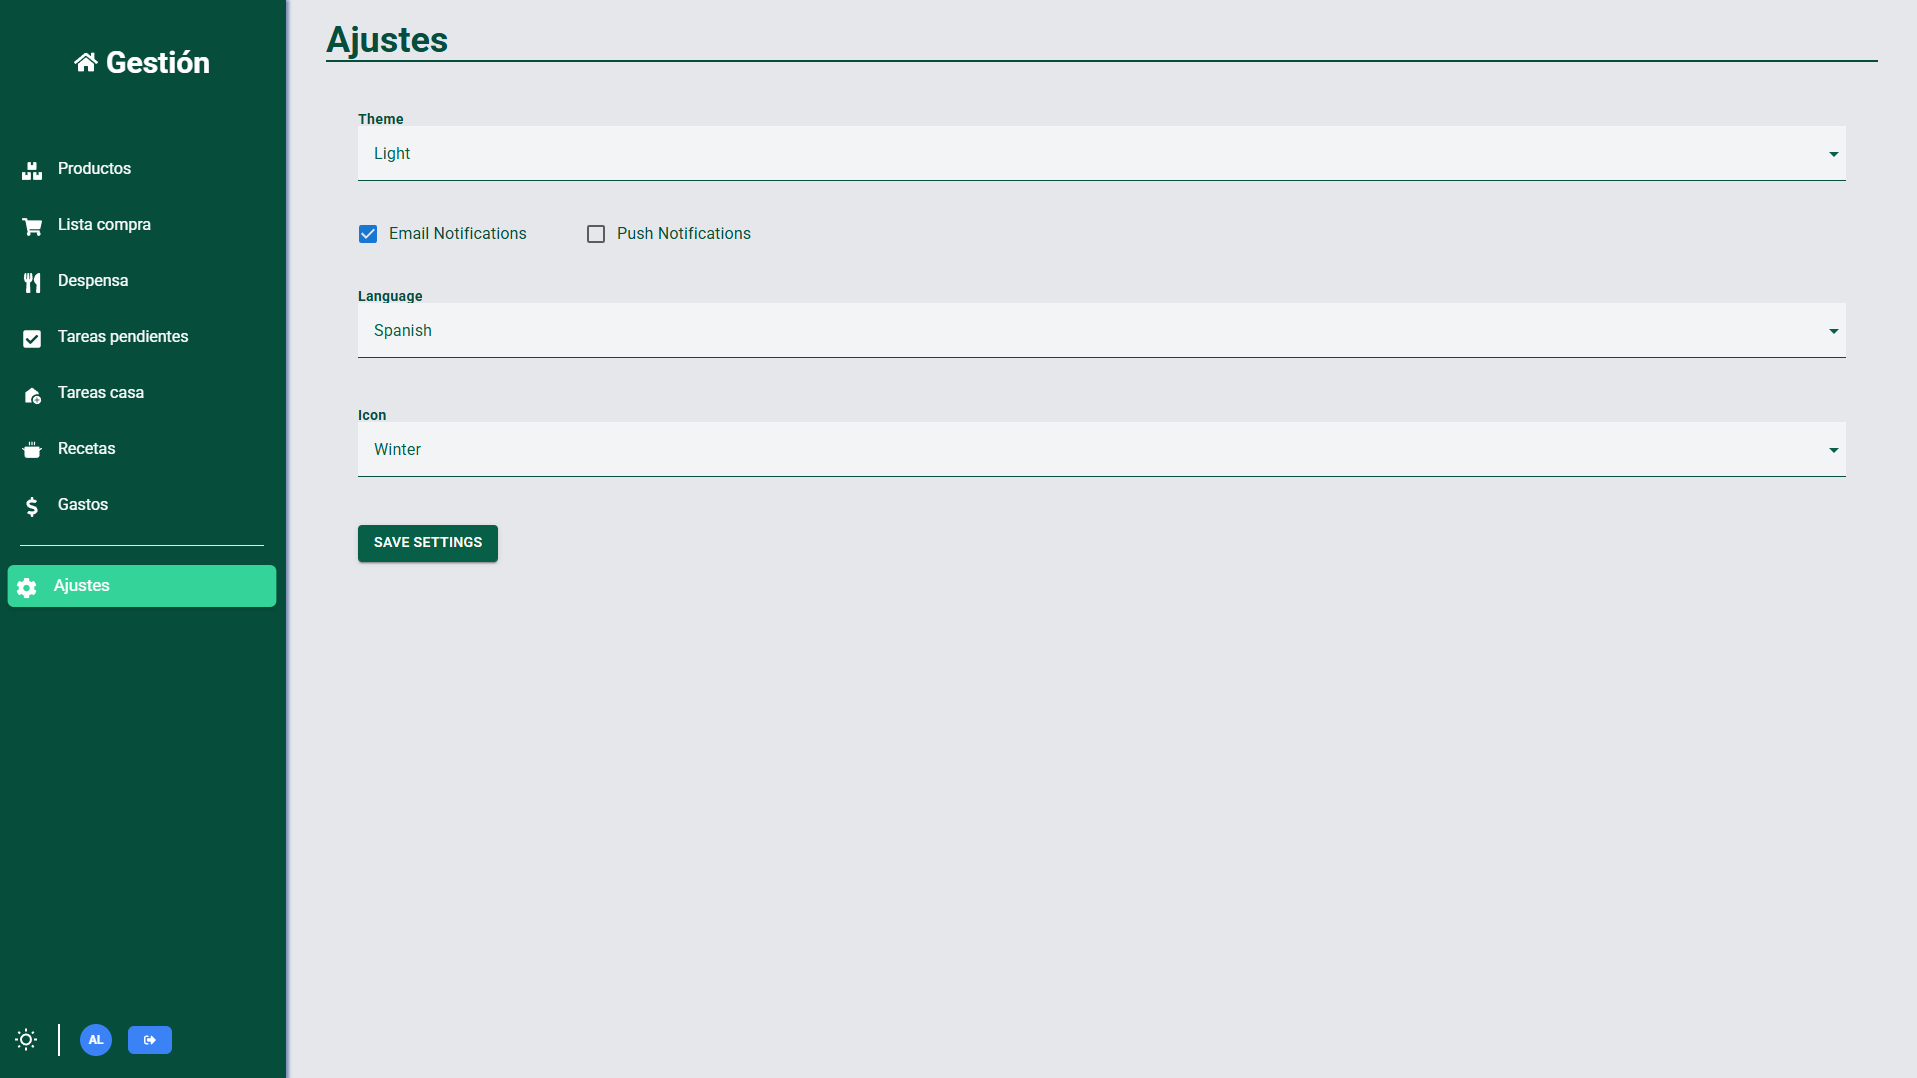 Gestión
Productos
Lista compra
Despensa
Tareas pendientes
Tareas casa
Recetas
Gastos
Ajustes
AL
Ajustes
Theme
Light
Email Notifications
Push Notifications
Language
Spanish
Icon
Winter
SAVE SETTINGS